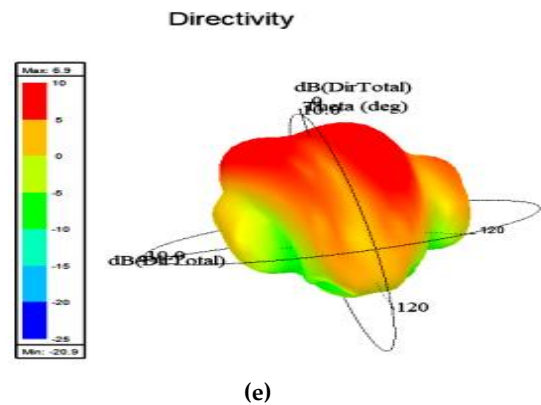 Directivity
Max: 6.9
10
5
0
-5
-10
-15
-20
-25
Min: -20.9
dB(DirTotal)
Theta (deg)
10.0
120
dB(DirTotal)
120
(e)